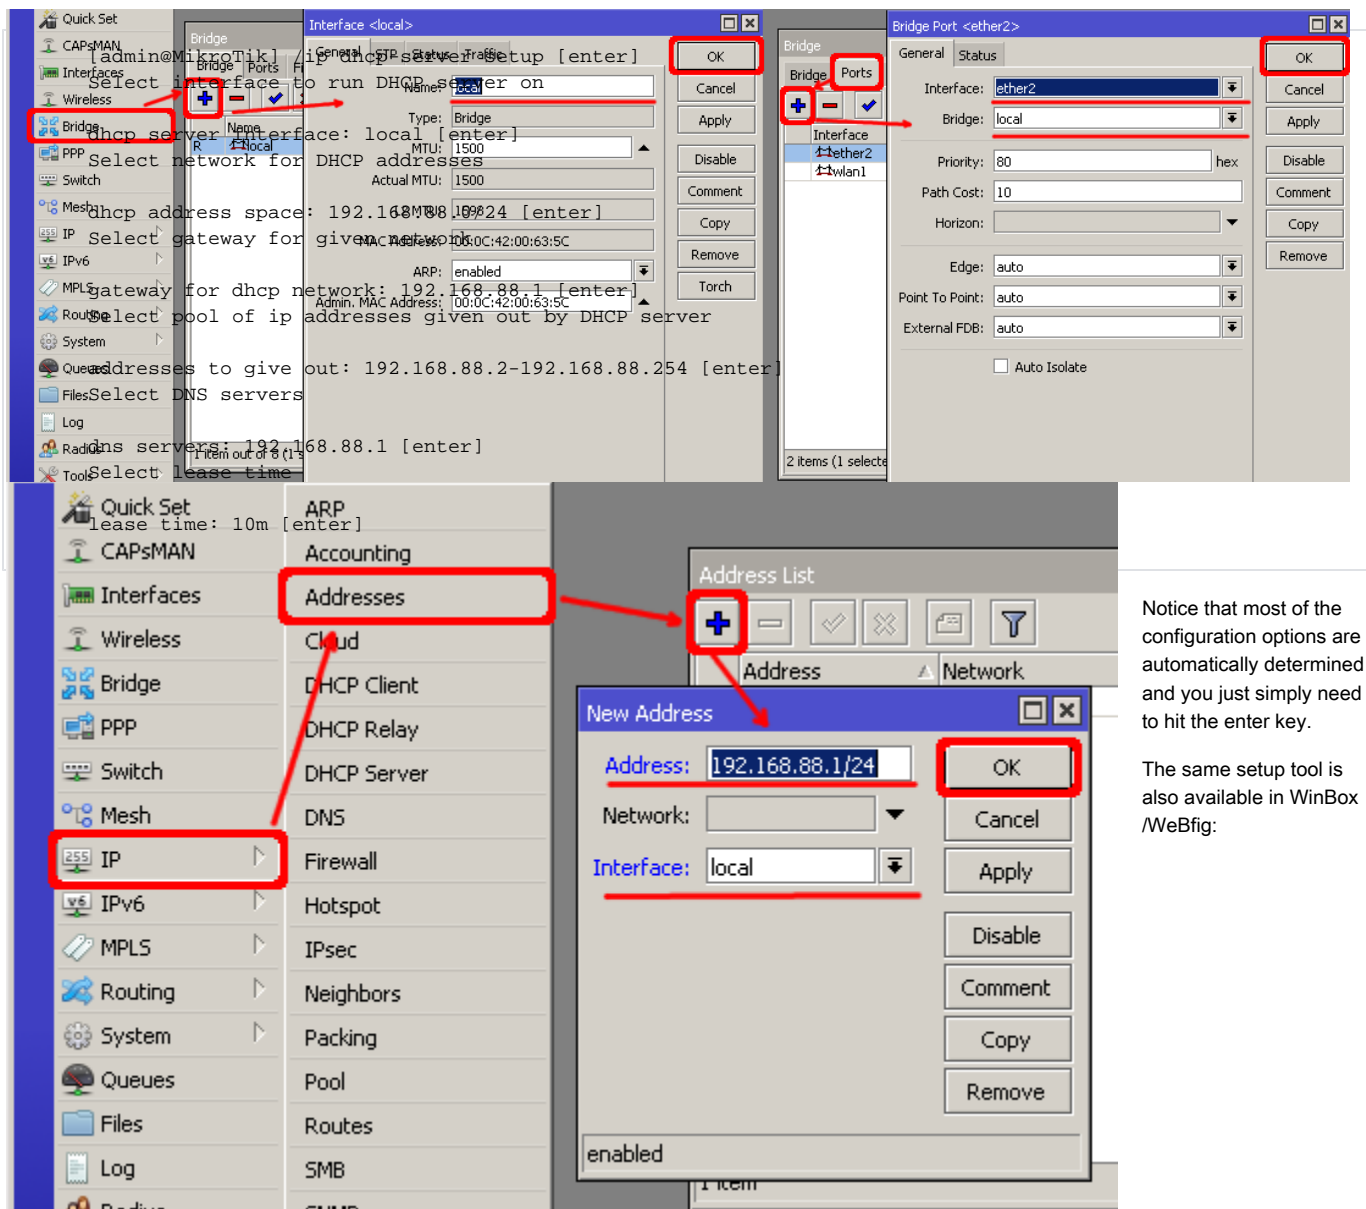 Quick Set
CAPsMAN
Interfaces
Wireless
Bridge
PPP
Switch
Mesh
IP
IPv6
MPLS
Routing
System
Queues
Files
Log
Radius
Tools
Bridge
Bridge Ports
Name
R local
1 item out of 8 (1 s
Interface <local>
General STP Status Traffic
Name: local
Type: Bridge
MTU: 1500
Actual MTU: 1500
L2 MTU: 1598
MAC Address: 00:0C:42:00:63:5C
ARP: enabled
Admin. MAC Address: 00:0C:42:00:63:5C
OK
Cancel
Apply
Disable
Comment
Copy
Remove
Torch
Bridge
Bridge Ports
Interface
ether2
wlan1
2 items (1 selecte
Bridge Port <ether2>
General Status
Interface: ether2
Bridge: local
Priority: 80 hex
Path Cost: 10
Horizon:
Edge: auto
Point To Point: auto
External FDB: auto
Auto Isolate
OK
Cancel
Apply
Disable
Comment
Copy
Remove
[admin@MikroTik] /ip dhcp-server setup [enter]
Select interface to run DHCP server on
dhcp server interface: local [enter]
Select network for DHCP addresses
dhcp address space: 192.168.88.0/24 [enter]
Select gateway for given network
gateway for dhcp network: 192.168.88.1 [enter]
Select pool of ip addresses given out by DHCP server
addresses to give out: 192.168.88.2-192.168.88.254 [enter]
Select DNS servers
dns servers: 192.168.88.1 [enter]
Select lease time
lease time: 10m [enter]
Quick Set
CAPsMAN
Interfaces
Wireless
Bridge
PPP
Switch
Mesh
IP
IPv6
MPLS
Routing
System
Queues
Files
Log
Radius
ARP
Accounting
Addresses
Cloud
DHCP Client
DHCP Relay
DHCP Server
DNS
Firewall
Hotspot
IPsec
Neighbors
Packing
Pool
Routes
SMB
SNMP
Address List
Address Network
New Address
Address: 192.168.88.1/24
Network:
Interface: local
OK
Cancel
Apply
Disable
Comment
Copy
Remove
enabled
1 item
Notice that most of the
configuration options are
automatically determined
and you just simply need
to hit the enter key.
The same setup tool is
also available in WinBox
/WeBfig: